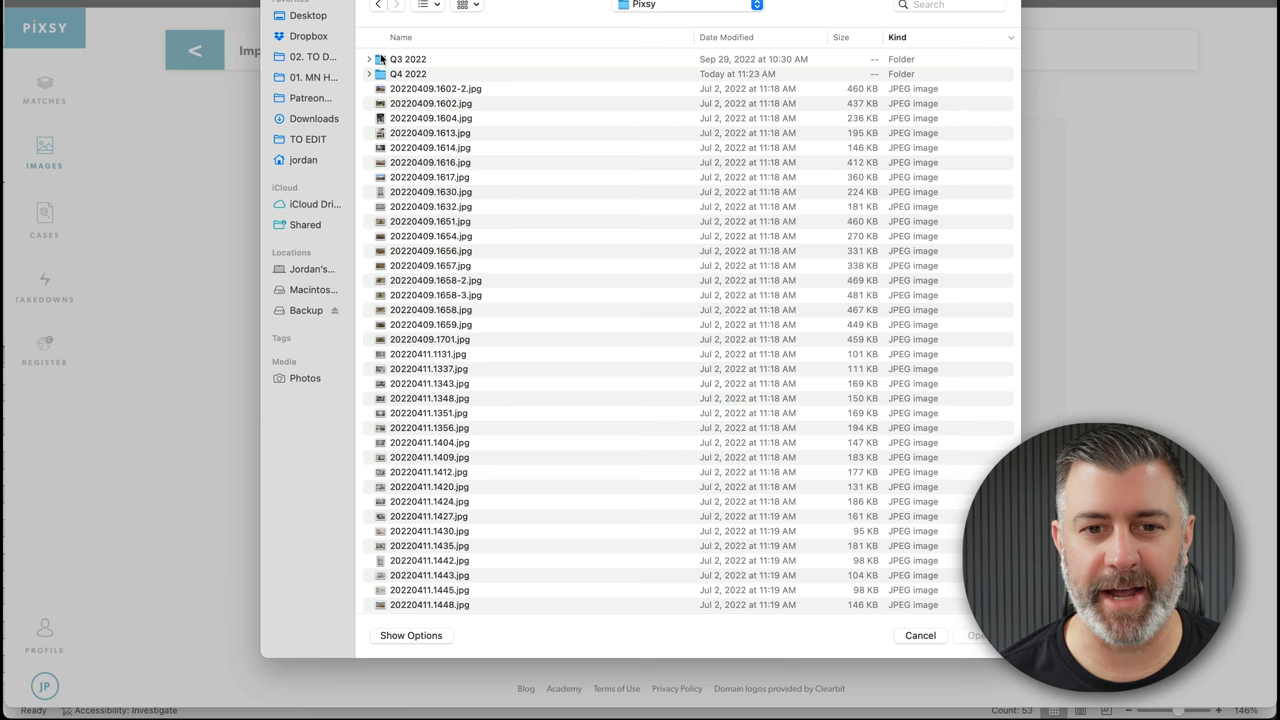 PIXSY
MATCHES
IMAGES
CASES
TAKEDOWNS
REGISTER
PROFILE
JP
<
Favorites
Desktop
Dropbox
02. TO D...
01. MN H...
Patreon...
Downloads
TO EDIT
jordan
iCloud
iCloud Dri...
Shared
Locations
Jordan's...
Macintos...
Backup
Tags
Media
Photos
Pixsy
Search
Name Date Modified Size Kind
Q3 2022 Sep 29, 2022 at 10:30 AM -- Folder
Q4 2022 Today at 11:23 AM -- Folder
20220409.1602-2.jpg Jul 2, 2022 at 11:18 AM 460 KB JPEG image
20220409.1602.jpg Jul 2, 2022 at 11:18 AM 437 KB JPEG image
20220409.1604.jpg Jul 2, 2022 at 11:18 AM 236 KB JPEG image
20220409.1613.jpg Jul 2, 2022 at 11:18 AM 195 KB JPEG image
20220409.1614.jpg Jul 2, 2022 at 11:18 AM 146 KB JPEG image
20220409.1616.jpg Jul 2, 2022 at 11:18 AM 412 KB JPEG image
20220409.1617.jpg Jul 2, 2022 at 11:18 AM 360 KB JPEG image
20220409.1630.jpg Jul 2, 2022 at 11:18 AM 224 KB JPEG image
20220409.1632.jpg Jul 2, 2022 at 11:18 AM 181 KB JPEG image
20220409.1651.jpg Jul 2, 2022 at 11:18 AM 460 KB JPEG image
20220409.1654.jpg Jul 2, 2022 at 11:18 AM 270 KB JPEG image
20220409.1656.jpg Jul 2, 2022 at 11:18 AM 331 KB JPEG image
20220409.1657.jpg Jul 2, 2022 at 11:18 AM 338 KB JPEG image
20220409.1658-2.jpg Jul 2, 2022 at 11:18 AM 469 KB JPEG image
20220409.1658-3.jpg Jul 2, 2022 at 11:18 AM 481 KB JPEG image
20220409.1658.jpg Jul 2, 2022 at 11:18 AM 467 KB JPEG image
20220409.1659.jpg Jul 2, 2022 at 11:18 AM 449 KB JPEG image
20220409.1701.jpg Jul 2, 2022 at 11:18 AM 459 KB JPEG image
20220411.1131.jpg Jul 2, 2022 at 11:18 AM 101 KB JPEG image
20220411.1337.jpg Jul 2, 2022 at 11:18 AM 111 KB JPEG image
20220411.1343.jpg Jul 2, 2022 at 11:18 AM 169 KB JPEG image
20220411.1348.jpg Jul 2, 2022 at 11:18 AM 150 KB JPEG image
20220411.1351.jpg Jul 2, 2022 at 11:18 AM 169 KB JPEG image
20220411.1356.jpg Jul 2, 2022 at 11:18 AM 194 KB JPEG image
20220411.1404.jpg Jul 2, 2022 at 11:18 AM 147 KB JPEG image
20220411.1409.jpg Jul 2, 2022 at 11:18 AM 183 KB JPEG image
20220411.1412.jpg Jul 2, 2022 at 11:18 AM 177 KB JPEG image
20220411.1420.jpg Jul 2, 2022 at 11:18 AM 131 KB JPEG image
20220411.1424.jpg Jul 2, 2022 at 11:18 AM 186 KB JPEG image
20220411.1427.jpg Jul 2, 2022 at 11:19 AM 161 KB JPEG image
20220411.1430.jpg Jul 2, 2022 at 11:19 AM 95 KB JPEG image
20220411.1435.jpg Jul 2, 2022 at 11:19 AM 181 KB JPEG image
20220411.1442.jpg Jul 2, 2022 at 11:19 AM 98 KB JPEG image
20220411.1443.jpg Jul 2, 2022 at 11:19 AM 104 KB JPEG image
20220411.1445.jpg Jul 2, 2022 at 11:19 AM 98 KB JPEG image
20220411.1448.jpg Jul 2, 2022 at 11:19 AM 146 KB JPEG image
Show Options Cancel
Blog Academy Terms of Use Privacy Policy Domain logos provided by Clearbit
Ready Accessibility: Investigate Count: 53 146%